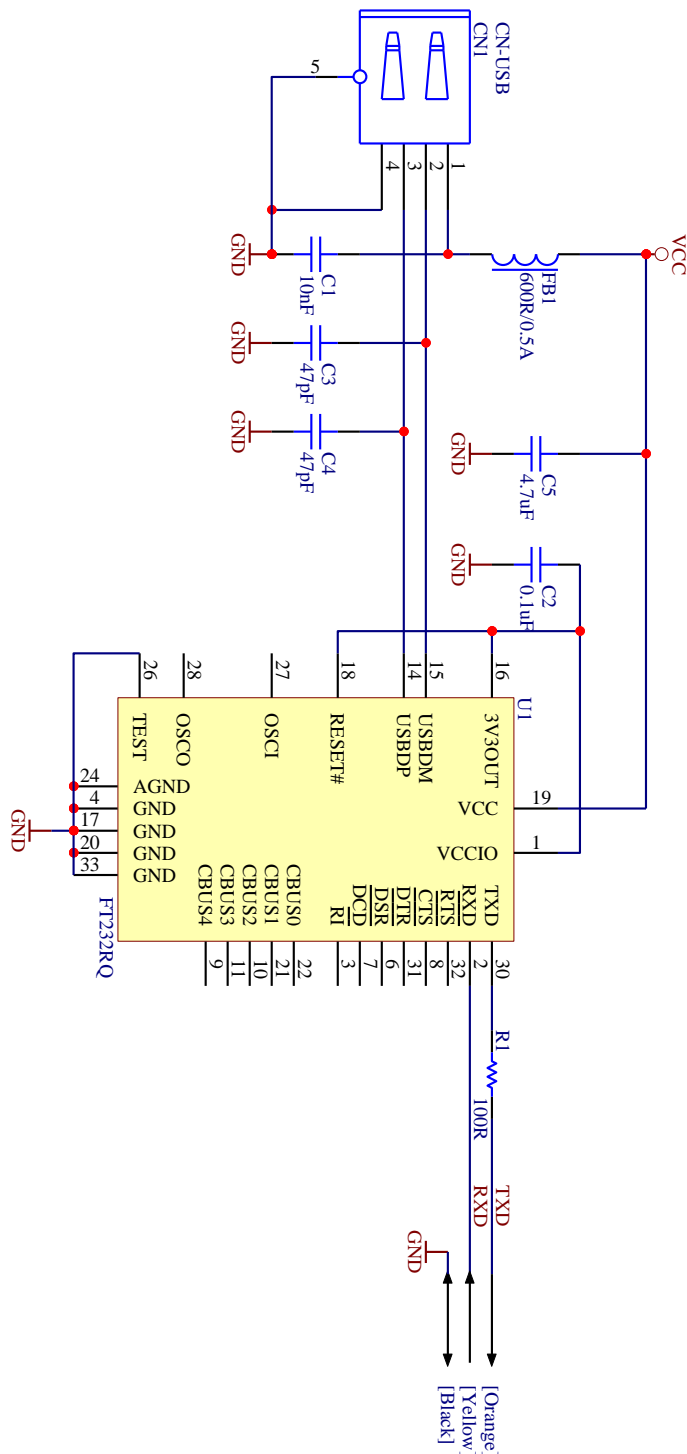 CN-USB
CN1
5
4
3
2
1
GND
C1
10nF
FB1
600R/0.5A
VCC
GND
C3
47pF
GND
C4
47pF
GND
C5
4.7uF
GND
C2
0.1uF
26
28
27
18
14
15
16
U1
TEST
OSCO
OSCI
RESET#
USBDP
USBDM
3V3OUT
24
AGND
4
GND
17
GND
20
GND
33
GND
GND
VCC
19
VCCIO
1
CBUS4
CBUS3
CBUS2
CBUS1
CBUS0
RI
DCD
DSR
DTR
CTS
RTS
RXD
TXD
FT232RQ
9
11
10
21
22
3
7
6
31
8
32
2
30
R1
100R
TXD
RXD
GND
[Orange
[Yellow
[Black]